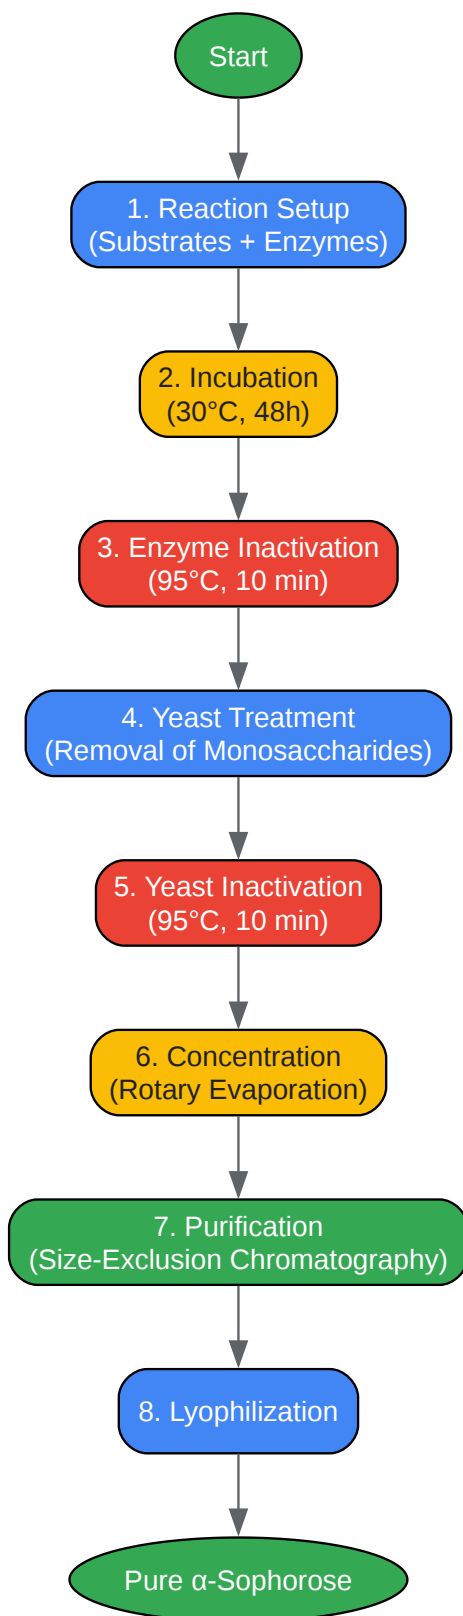 Start
1. Reaction Setup
(Substrates + Enzymes)
2. Incubation
(30°C, 48h)
3. Enzyme Inactivation
(95°C, 10 min)
4. Yeast Treatment
(Removal of Monosaccharides)
5. Yeast Inactivation
(95°C, 10 min)
6. Concentration
(Rotary Evaporation)
7. Purification
(Size-Exclusion Chromatography)
8. Lyophilization
Pure α-Sophorose